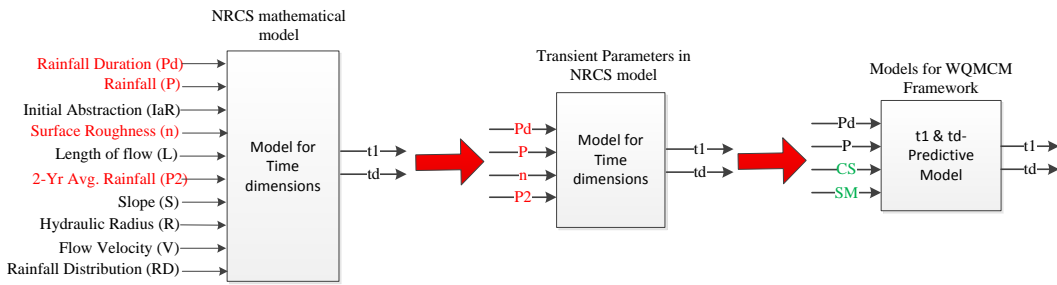 NRCS mathematical
model
Rainfall Duration (Pd)
Rainfall (P)
Initial Abstraction (IaR)
Surface Roughness (n)
Length of flow (L)
2-Yr Avg. Rainfall (P2)
Slope (S)
Hydraulic Radius (R)
Flow Velocity (V)
Rainfall Distribution (RD)
Model for
Time
dimensions
t1
td
Transient Parameters in
NRCS model
Pd
P
n
P2
Model for
Time
dimensions
t1
td
Models for WQMCM
Framework
Pd
P
CS
SM
t1 & td-
Predictive
Model
t1
td